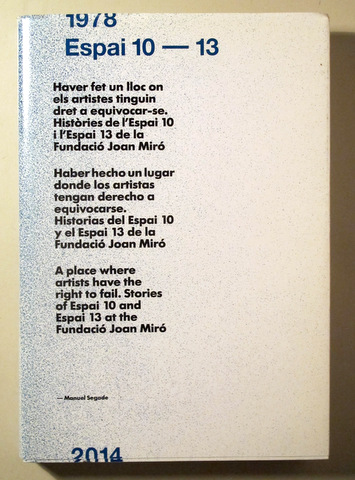 1978
Espai 10 — 13
Haver fet un lloc on
els artistes tinguin
dret a equivocar-se.
Històries de l'Espai 10
i l'Espai 13 de la
Fundació Joan Miró
Haber hecho un lugar
donde los artistas
tengan derecho a
equivocarse.
Historias del Espai 10
y el Espai 13 de la
Fundació Joan Miró
A place where
artists have the
right to fail. Stories
of Espai 10 and
Espai 13 at the
Fundació Joan Miró
— Manuel Segade
2014